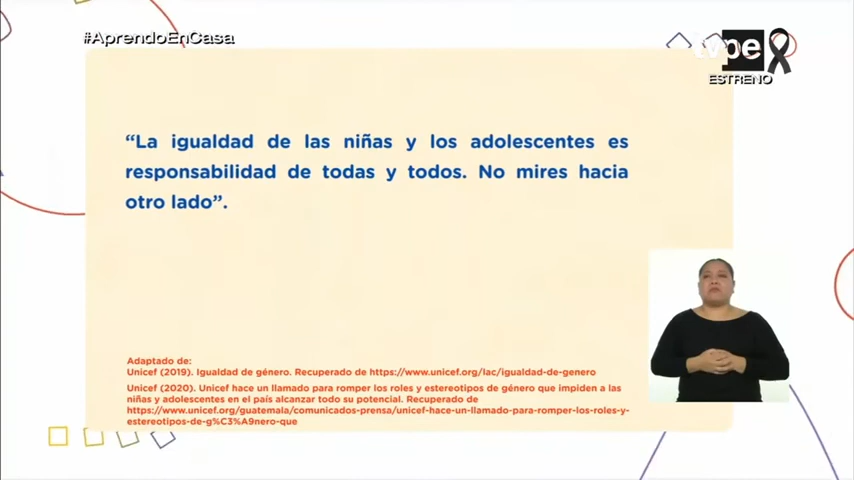 #AprendoEnCasa
tvpe
ESTRENO
“La igualdad de las niñas y los adolescentes es
responsabilidad de todas y todos. No mires hacia
otro lado”.
Adaptado de:
Unicef (2019). Igualdad de género. Recuperado de https://www.unicef.org/lac/igualdad-de-genero
Unicef (2020). Unicef hace un llamado para romper los roles y estereotipos de género que impiden a las
niñas y adolescentes en el país alcanzar todo su potencial. Recuperado de
https://www.unicef.org/guatemala/comunicados-prensa/unicef-hace-un-llamado-para-romper-los-roles-y-
estereotipos-de-g%C3%A9nero-que